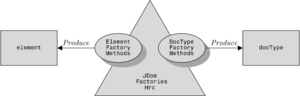 element
Produce
Element
Factory
Methods
DocType
Factory
Methods
Produce
docType
JDom
Factories
Hrc